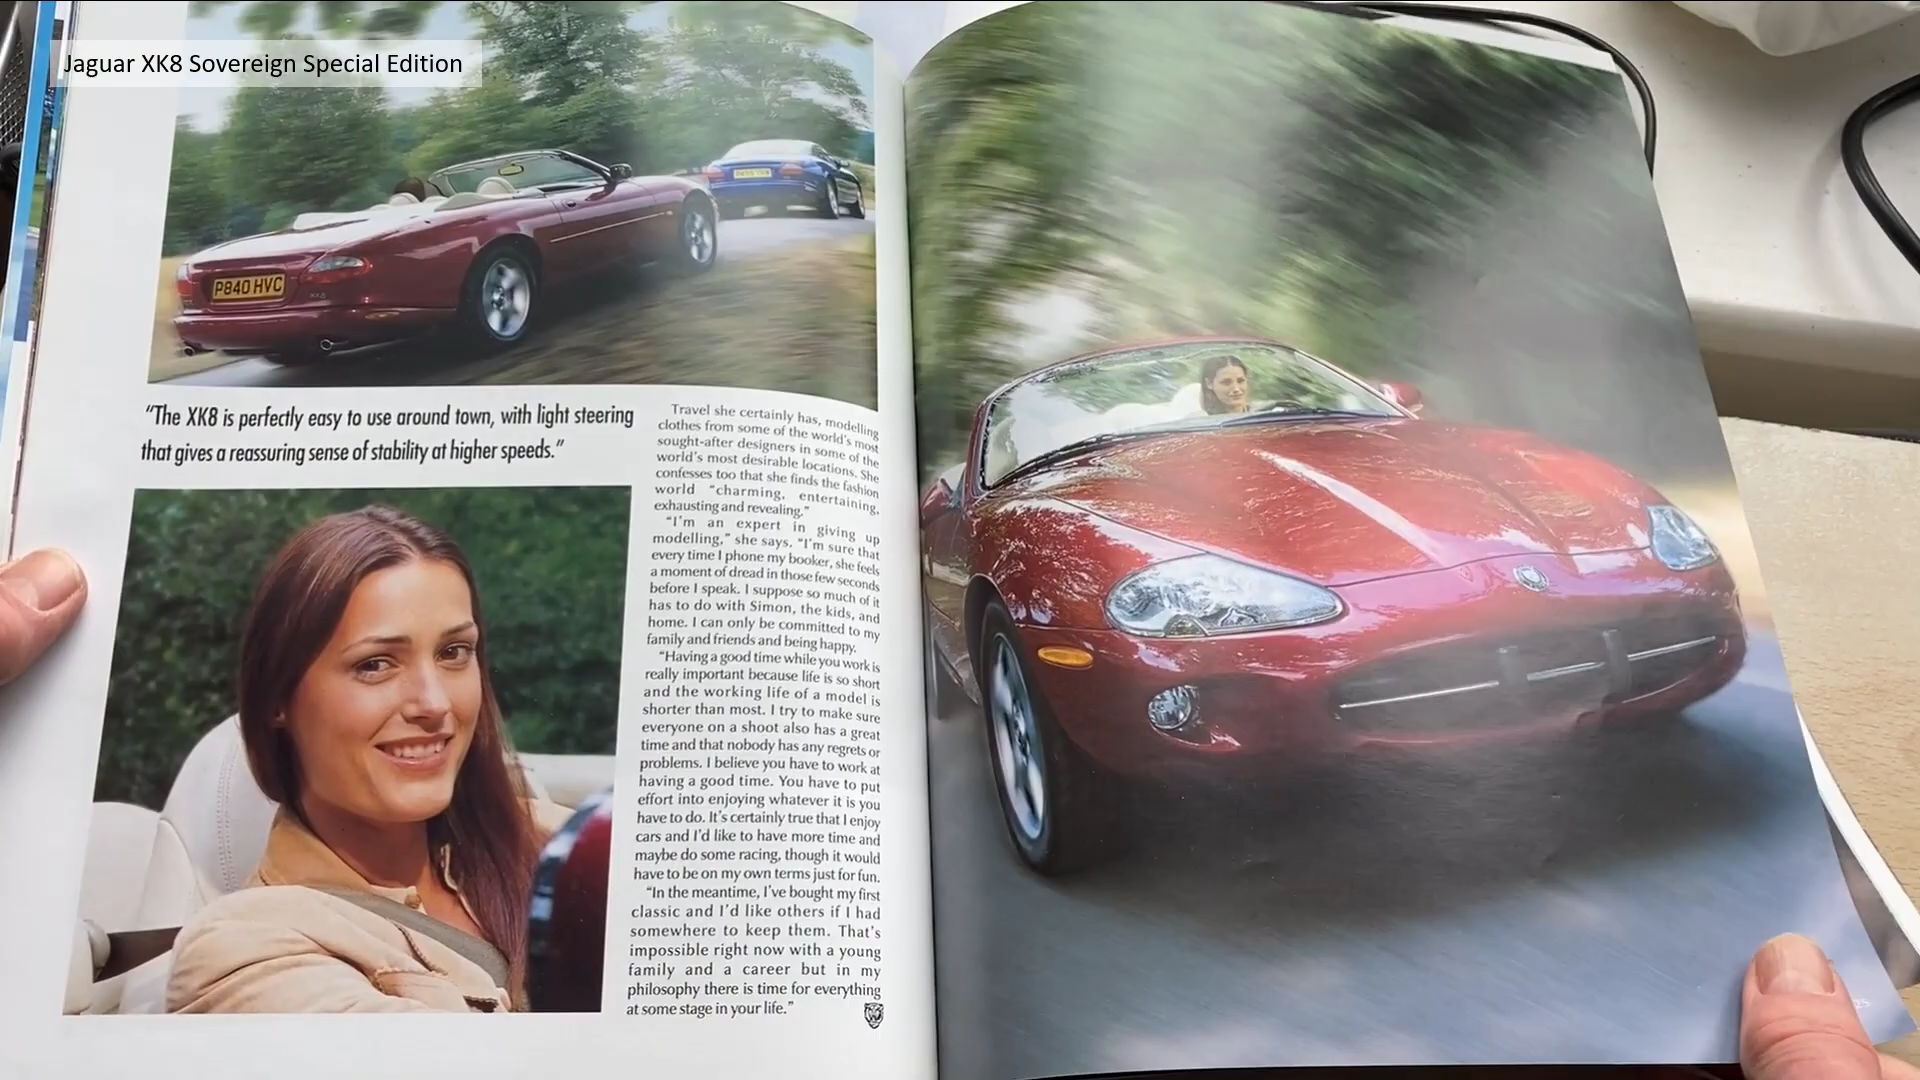 Jaguar XK8 Sovereign Special Edition
P840 HVC
"The XK8 is perfectly easy to use around town, with light steering
that gives a reassuring sense of stability at higher speeds."
Travel she certainly has, modelling
clothes from some of the world's most
sought-after designers in some of the
world's most desirable locations. She
confesses too that she finds the fashion
world "charming, entertaining,
exhausting and revealing."
"I'm an expert in giving up
modelling," she says. "I'm sure that
every time I phone my booker, she feels
a moment of dread in those few seconds
before I speak. I suppose so much of it
has to do with Simon, the kids, and
home. I can only be committed to my
family and friends and being happy.
"Having a good time while you work is
really important because life is so short
and the working life of a model is
shorter than most. I try to make sure
everyone on a shoot also has a great
time and that nobody has any regrets or
problems. I believe you have to work at
having a good time. You have to put
effort into enjoying whatever it is you
have to do. It's certainly true that I enjoy
cars and I'd like to have more time and
maybe do some racing, though it would
have to be on my own terms just for fun.
"In the meantime, I've bought my first
classic and I'd like others if I had
somewhere to keep them. That's
impossible right now with a young
family and a career but in my
philosophy there is time for everything
at some stage in your life."